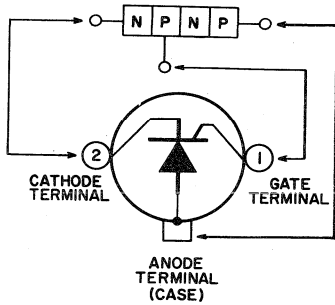 N P N P
2
1
CATHODE
TERMINAL
GATE
TERMINAL
ANODE
TERMINAL
(CASE)